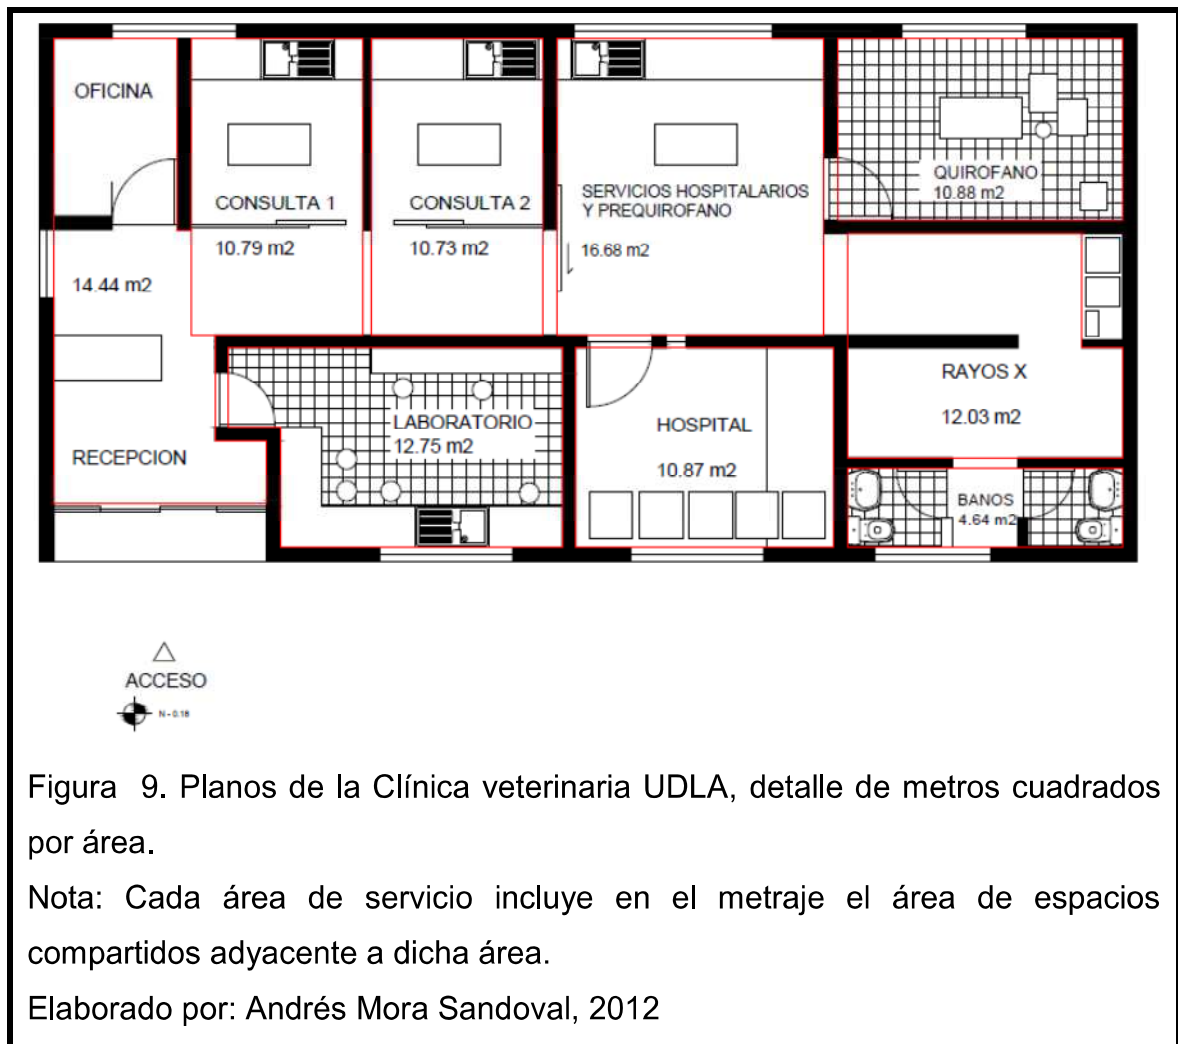 OFICINA
CONSULTA 1
10.79 m2
CONSULTA 2
10.73 m2
SERVICIOS HOSPITALARIOS
Y PREQUIROFANO
16.68 m2
QUIROFANO
10.88 m2
14.44 m2
RECEPCION
LABORATORIO
12.75 m2
HOSPITAL
10.87 m2
RAYOS X
12.03 m2
BANOS
4.64 m2
ACCESO
N - 0.18
Figura 9. Planos de la Clínica veterinaria UDLA, detalle de metros cuadrados
por área.
Nota: Cada área de servicio incluye en el metraje el área de espacios
compartidos adyacente a dicha área.
Elaborado por: Andrés Mora Sandoval, 2012